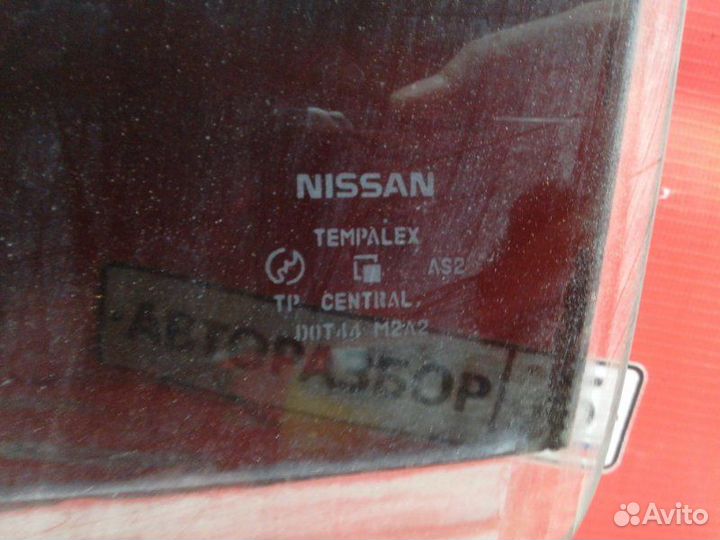 NISSAN
TEMPALEX
AS2
TP CENTRAL.
DOT44 M2A2
АВТОРАЗБОР
Avito